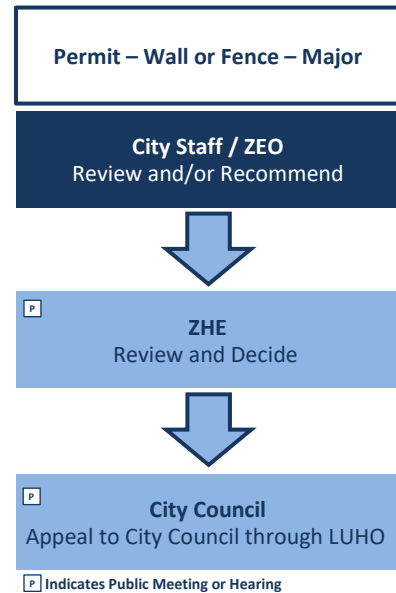 Permit – Wall or Fence – Major
City Staff / ZEO
Review and/or Recommend
P
ZHE
Review and Decide
P
City Council
Appeal to City Council through LUHO
P Indicates Public Meeting or Hearing